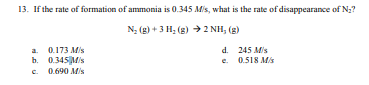 13. If the rate of formation of ammonia is 0.345 M/s, what is the rate of disappearance of N₂?
N₂ (g) + 3 H₂ (g) → 2 NH₃ (g)
a. 0.173 M/s
b. 0.345 M/s
c. 0.690 M/s
d. 245 M/s
e. 0.518 M/s